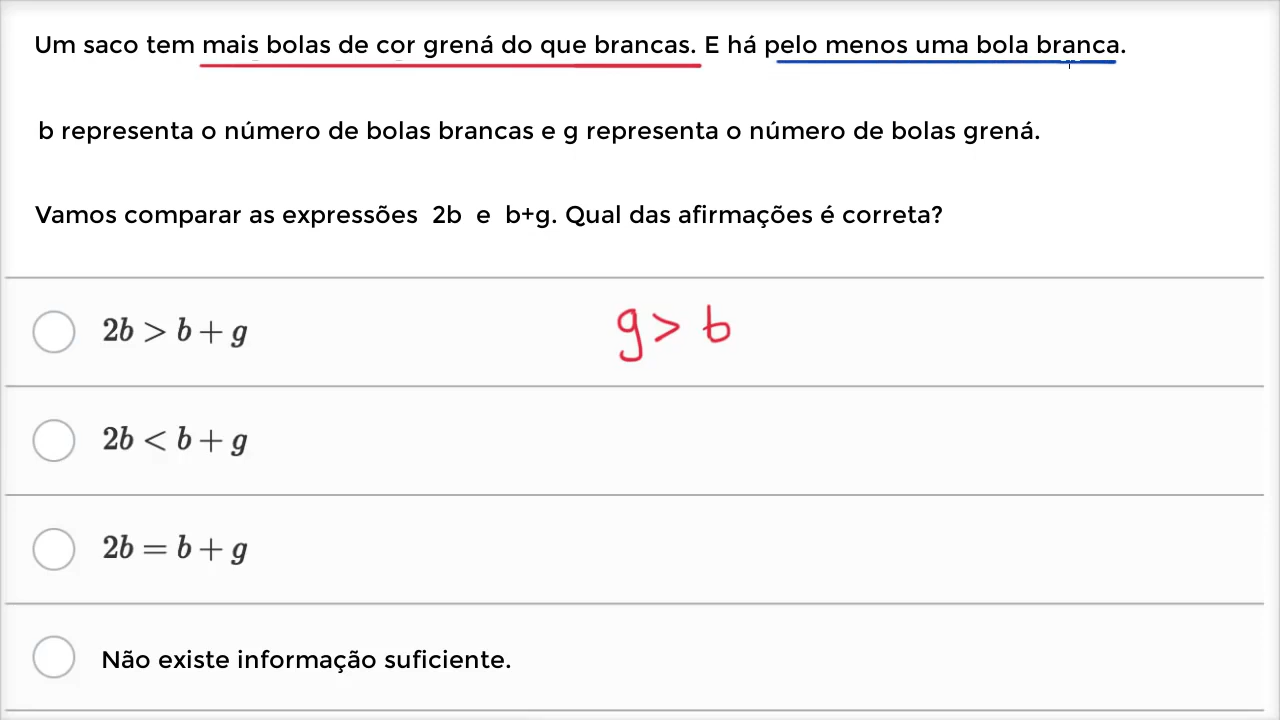 Um saco tem mais bolas de cor grená do que brancas. E há pelo menos uma bola branca.
b representa o número de bolas brancas e g representa o número de bolas grená.
Vamos comparar as expressões 2b e b+g. Qual das afirmações é correta?
2b > b + g
g > b
2b < b + g
2b = b + g
Não existe informação suficiente.